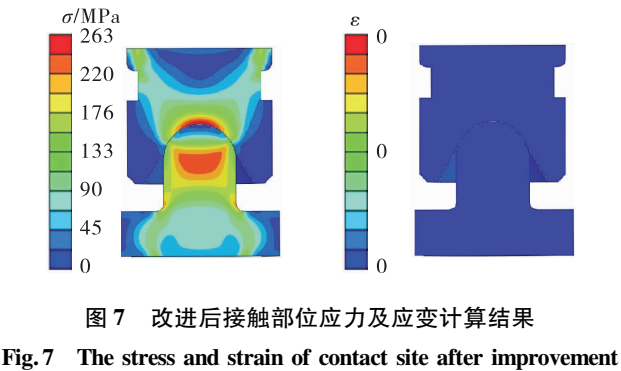 σ/MPa
263
220
176
133
90
45
0
ε
0
0
0
图 7 改进后接触部位应力及应变计算结果
Fig. 7 The stress and strain of contact site after improvement